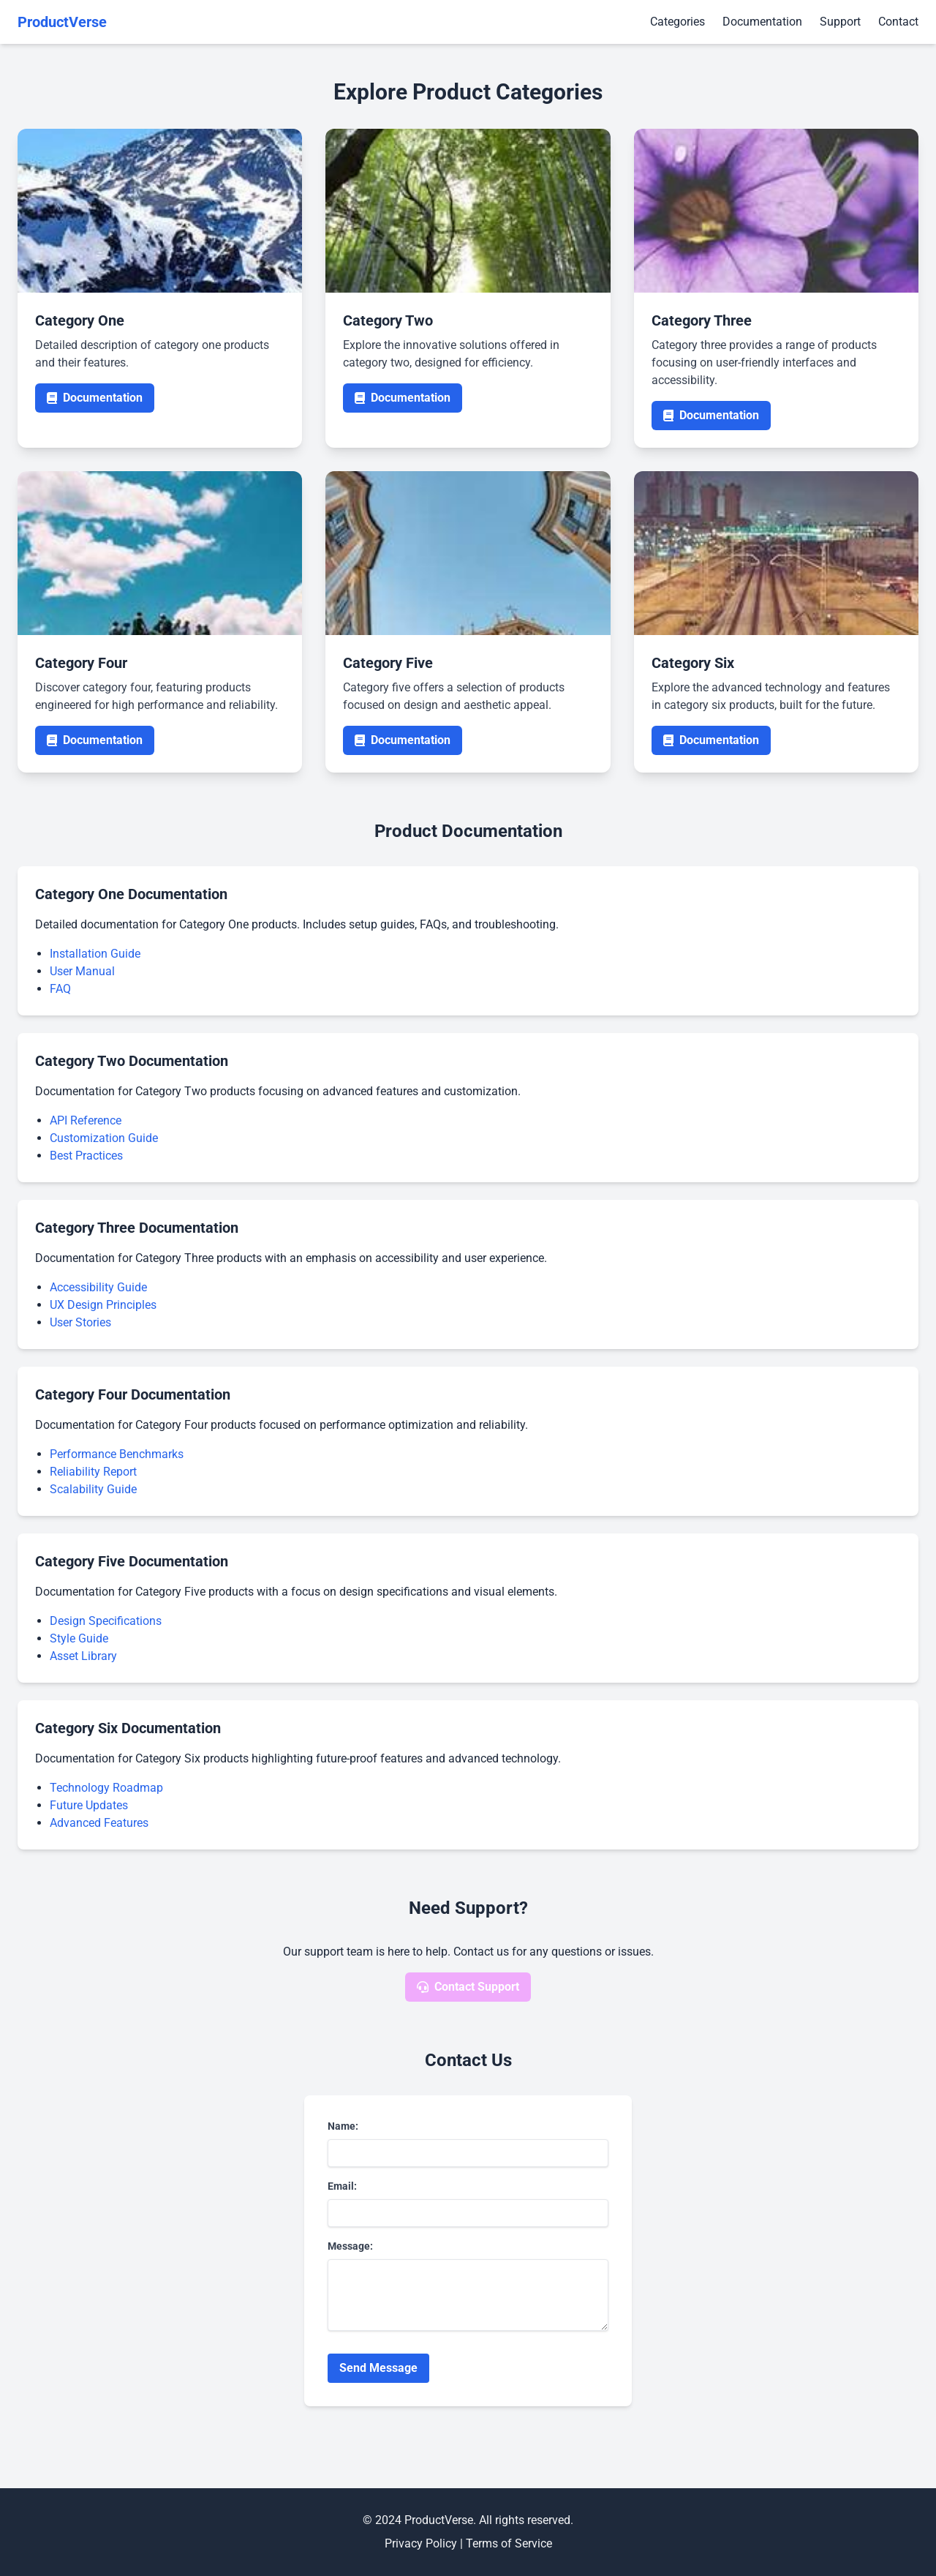 ProductVerse
Categories
Documentation
Support
Contact
Explore Product Categories
Category One
Detailed description of category one products
and their features.
Documentation
Category Two
Explore the innovative solutions offered in
category two, designed for efficiency.
Documentation
Category Three
Category three provides a range of products
focusing on user-friendly interfaces and
accessibility.
Documentation
Category Four
Discover category four, featuring products
engineered for high performance and reliability.
Documentation
Category Five
Category five offers a selection of products
focused on design and aesthetic appeal.
Documentation
Category Six
Explore the advanced technology and features
in category six products, built for the future.
Documentation
Product Documentation
Category One Documentation
Detailed documentation for Category One products. Includes setup guides, FAQs, and troubleshooting.
Installation Guide
User Manual
FAQ
Category Two Documentation
Documentation for Category Two products focusing on advanced features and customization.
API Reference
Customization Guide
Best Practices
Category Three Documentation
Documentation for Category Three products with an emphasis on accessibility and user experience.
Accessibility Guide
UX Design Principles
User Stories
Category Four Documentation
Documentation for Category Four products focused on performance optimization and reliability.
Performance Benchmarks
Reliability Report
Scalability Guide
Category Five Documentation
Documentation for Category Five products with a focus on design specifications and visual elements.
Design Specifications
Style Guide
Asset Library
Category Six Documentation
Documentation for Category Six products highlighting future-proof features and advanced technology.
Technology Roadmap
Future Updates
Advanced Features
Need Support?
Our support team is here to help. Contact us for any questions or issues.
Contact Support
Contact Us
Name:
Email:
Message:
Send Message
© 2024 ProductVerse. All rights reserved.
Privacy Policy | Terms of Service